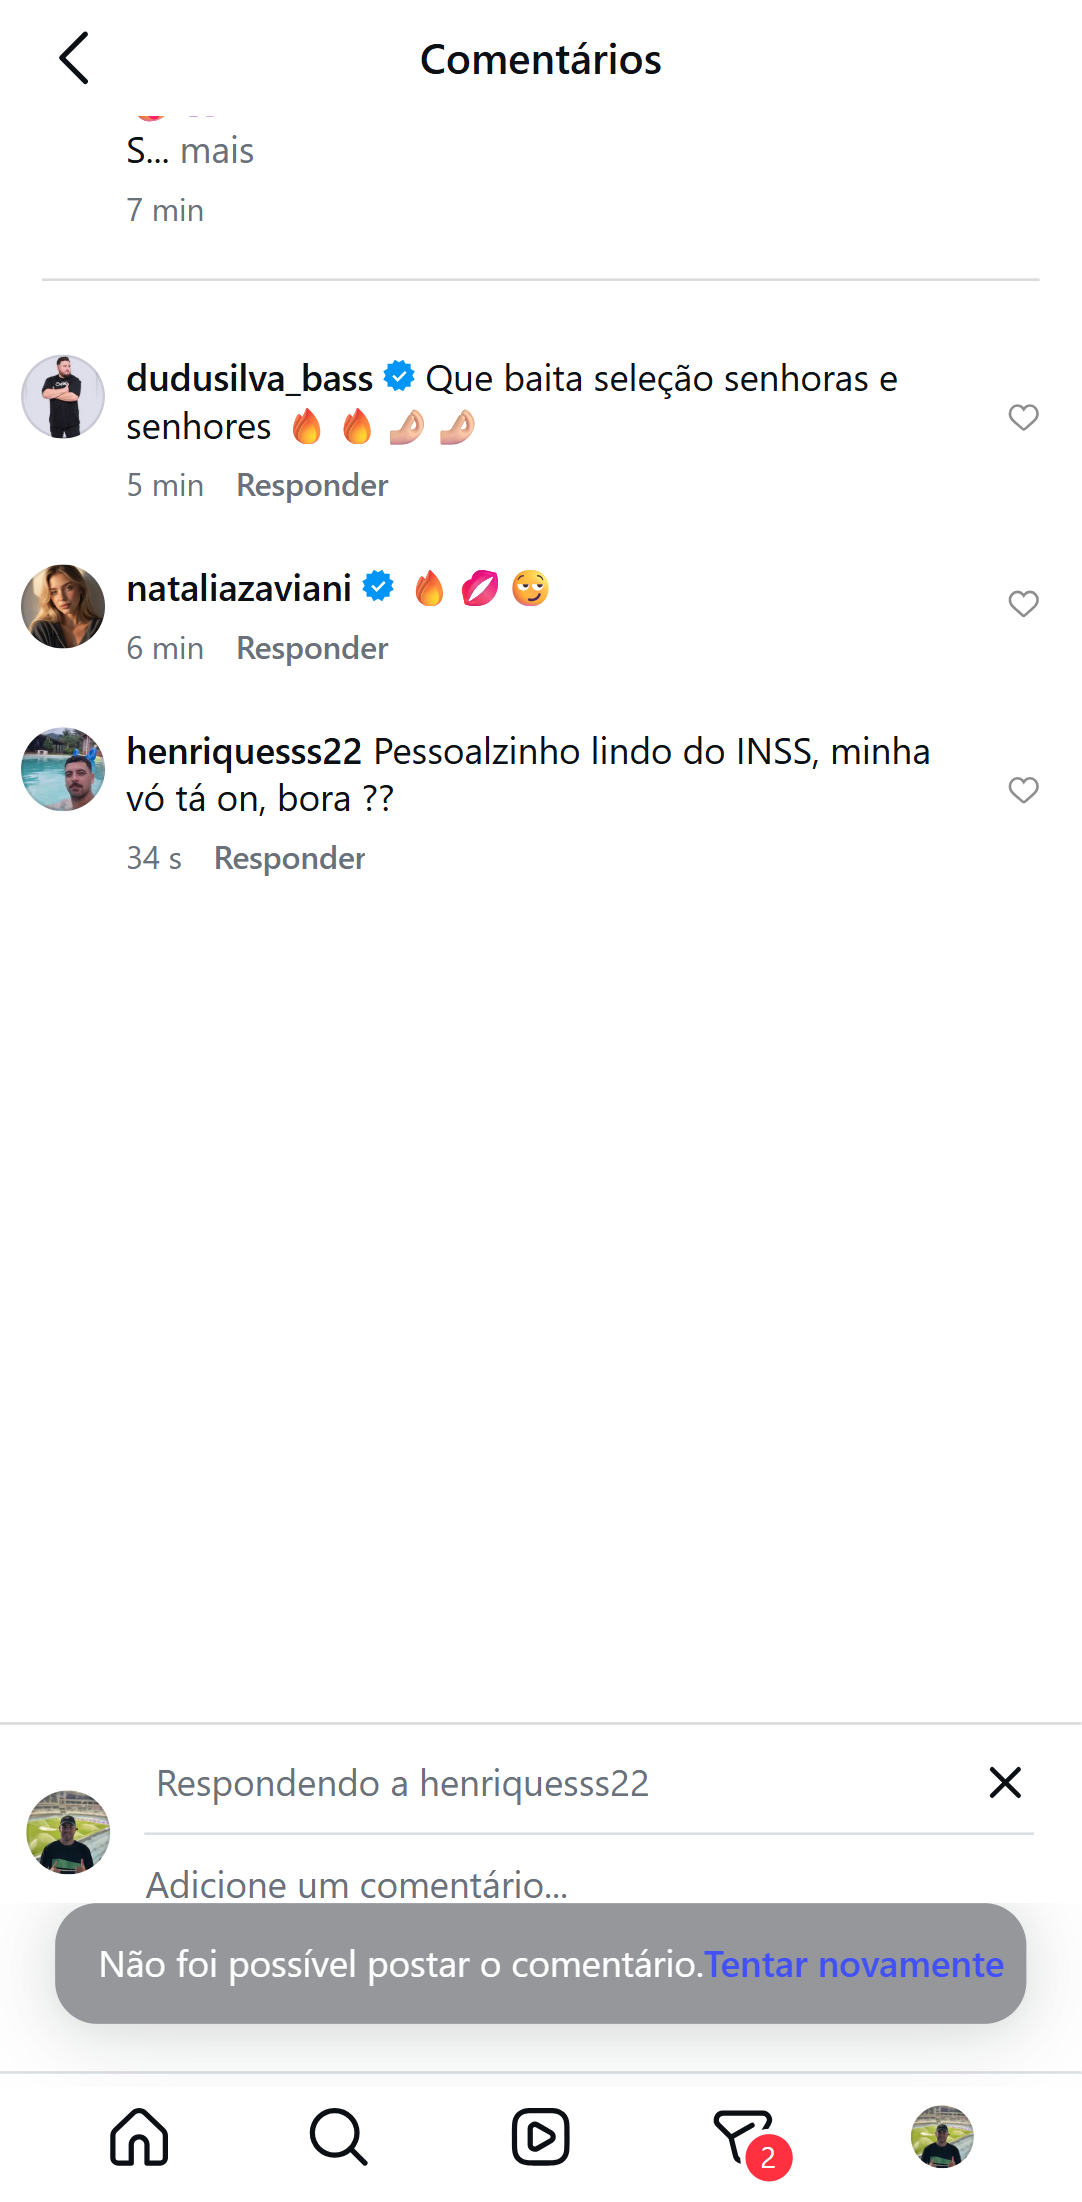 Comentários
S... mais
7 min
dudusilva_bass Que baita seleção senhoras e
senhores 🔥 🔥 🤌🏻 🤌🏻
5 min Responder
nataliazaviani 🔥 💋 😏
6 min Responder
henriquesss22 Pessoalzinho lindo do INSS, minha
vó tá on, bora ??
34 s Responder
Respondendo a henriquesss22
Adicione um comentário...
Não foi possível postar o comentário.Tentar novamente
2